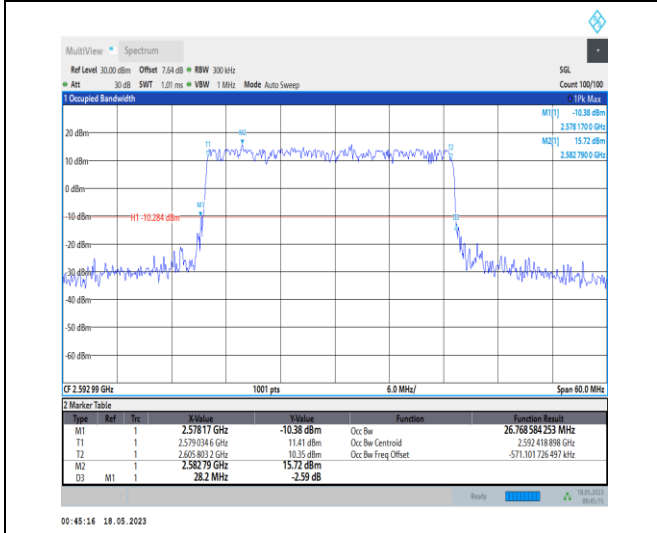 MultiView Spectrum
Ref Level 30.00 dBm Offset 7.64 dB RBW 300 kHz SGL
Att 30 dB SWT 1.01 ms VBW 1 MHz Mode Auto Sweep Count 100/100
1 Occupied Bandwidth 1Pk Max
M1[1] -10.38 dBm
2.578 170 0 GHz
M2[1] 15.72 dBm
2.582 790 0 GHz
20 dBm
M2
T1
T2
10 dBm
0 dBm
M1
-10 dBm
H1 -10.284 dBm
-20 dBm
-30 dBm
-40 dBm
-50 dBm
-60 dBm
CF 2.592 99 GHz 1001 pts 6.0 MHz/ Span 60.0 MHz
2 Marker Table
Type Ref Trc X-Value Y-Value Function Function Result
M1 1 2.57817 GHz -10.38 dBm Occ Bw 26.768 584 253 MHz
T1 1 2.579 034 6 GHz 11.41 dBm Occ Bw Centroid 2.592 418 898 GHz
T2 1 2.605 803 2 GHz 10.35 dBm Occ Bw Freq Offset -571.101 726 497 kHz
M2 1 2.58279 GHz 15.72 dBm
D3 M1 1 28.2 MHz -2.59 dB
Ready 18.05.2023
00:45:15
00:45:16 18.05.2023